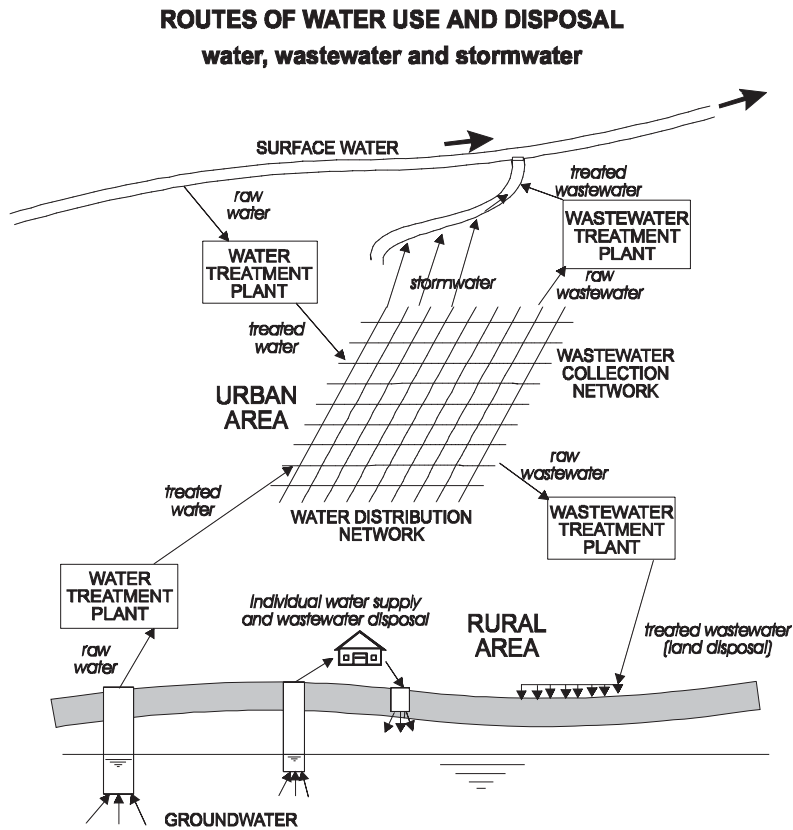 ROUTES OF WATER USE AND DISPOSAL
water, wastewater and stormwater
SURFACE WATER
raw
water
treated
wastewater
WATER
TREATMENT
PLANT
WASTEWATER
TREATMENT
PLANT
stormwater
raw
wastewater
treated
water
WASTEWATER
COLLECTION
NETWORK
URBAN
AREA
raw
wastewater
treated
water
WATER DISTRIBUTION
NETWORK
WASTEWATER
TREATMENT
PLANT
WATER
TREATMENT
PLANT
Individual water supply
and wastewater disposal
RURAL
AREA
treated wastewater
(land disposal)
raw
water
GROUNDWATER